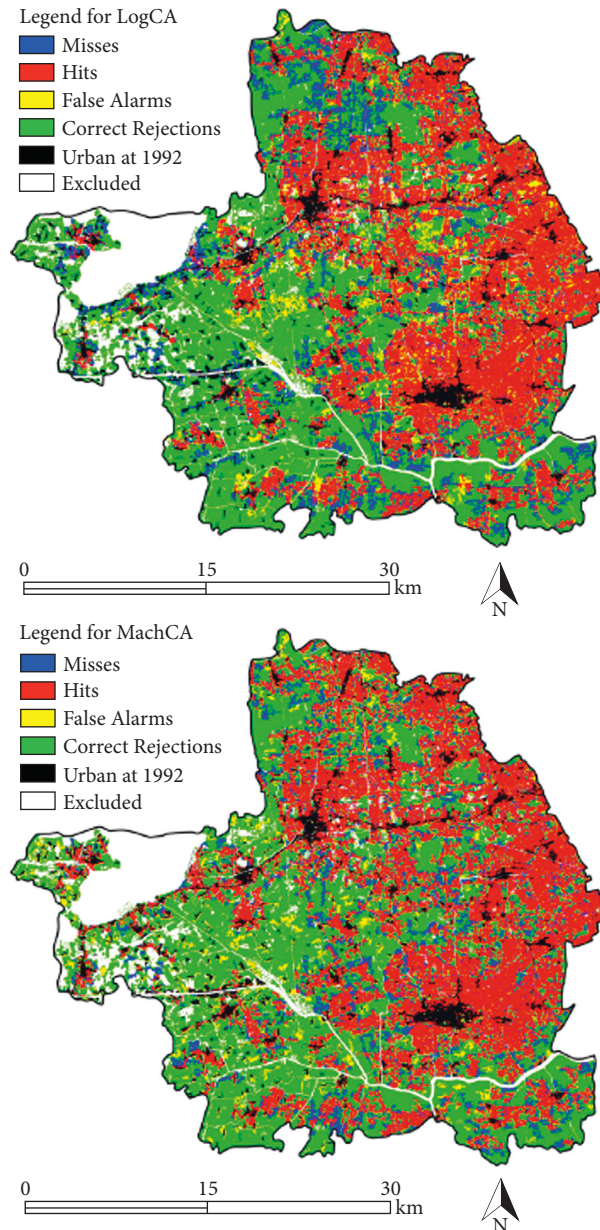 Legend for LogCA
Misses
Hits
False Alarms
Correct Rejections
Urban at 1992
Excluded
0 15 30
km
N
Legend for MachCA
Misses
Hits
False Alarms
Correct Rejections
Urban at 1992
Excluded
0 15 30
km
N